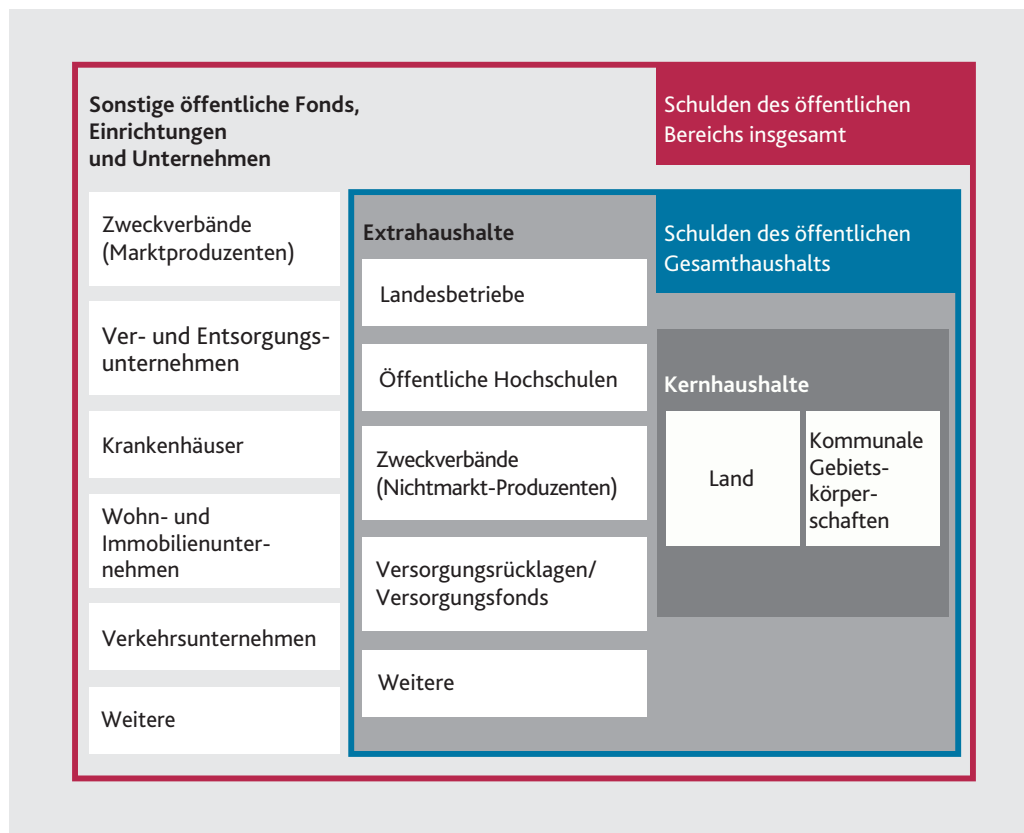 Sonstige öffentliche Fonds,
Einrichtungen
und Unternehmen
Schulden des öffentlichen
Bereichs insgesamt
Zweckverbände
(Marktproduzenten)
Ver- und Entsorgungs-
unternehmen
Krankenhäuser
Wohn- und
Immobilienunter-
nehmen
Verkehrsunternehmen
Weitere
Extrahaushalte
Landesbetriebe
Öffentliche Hochschulen
Zweckverbände
(Nichtmarkt-Produzenten)
Versorgungsrücklagen/
Versorgungsfonds
Weitere
Schulden des öffentlichen
Gesamthaushalts
Kernhaushalte
Land
Kommunale
Gebiets-
körper-
schaften